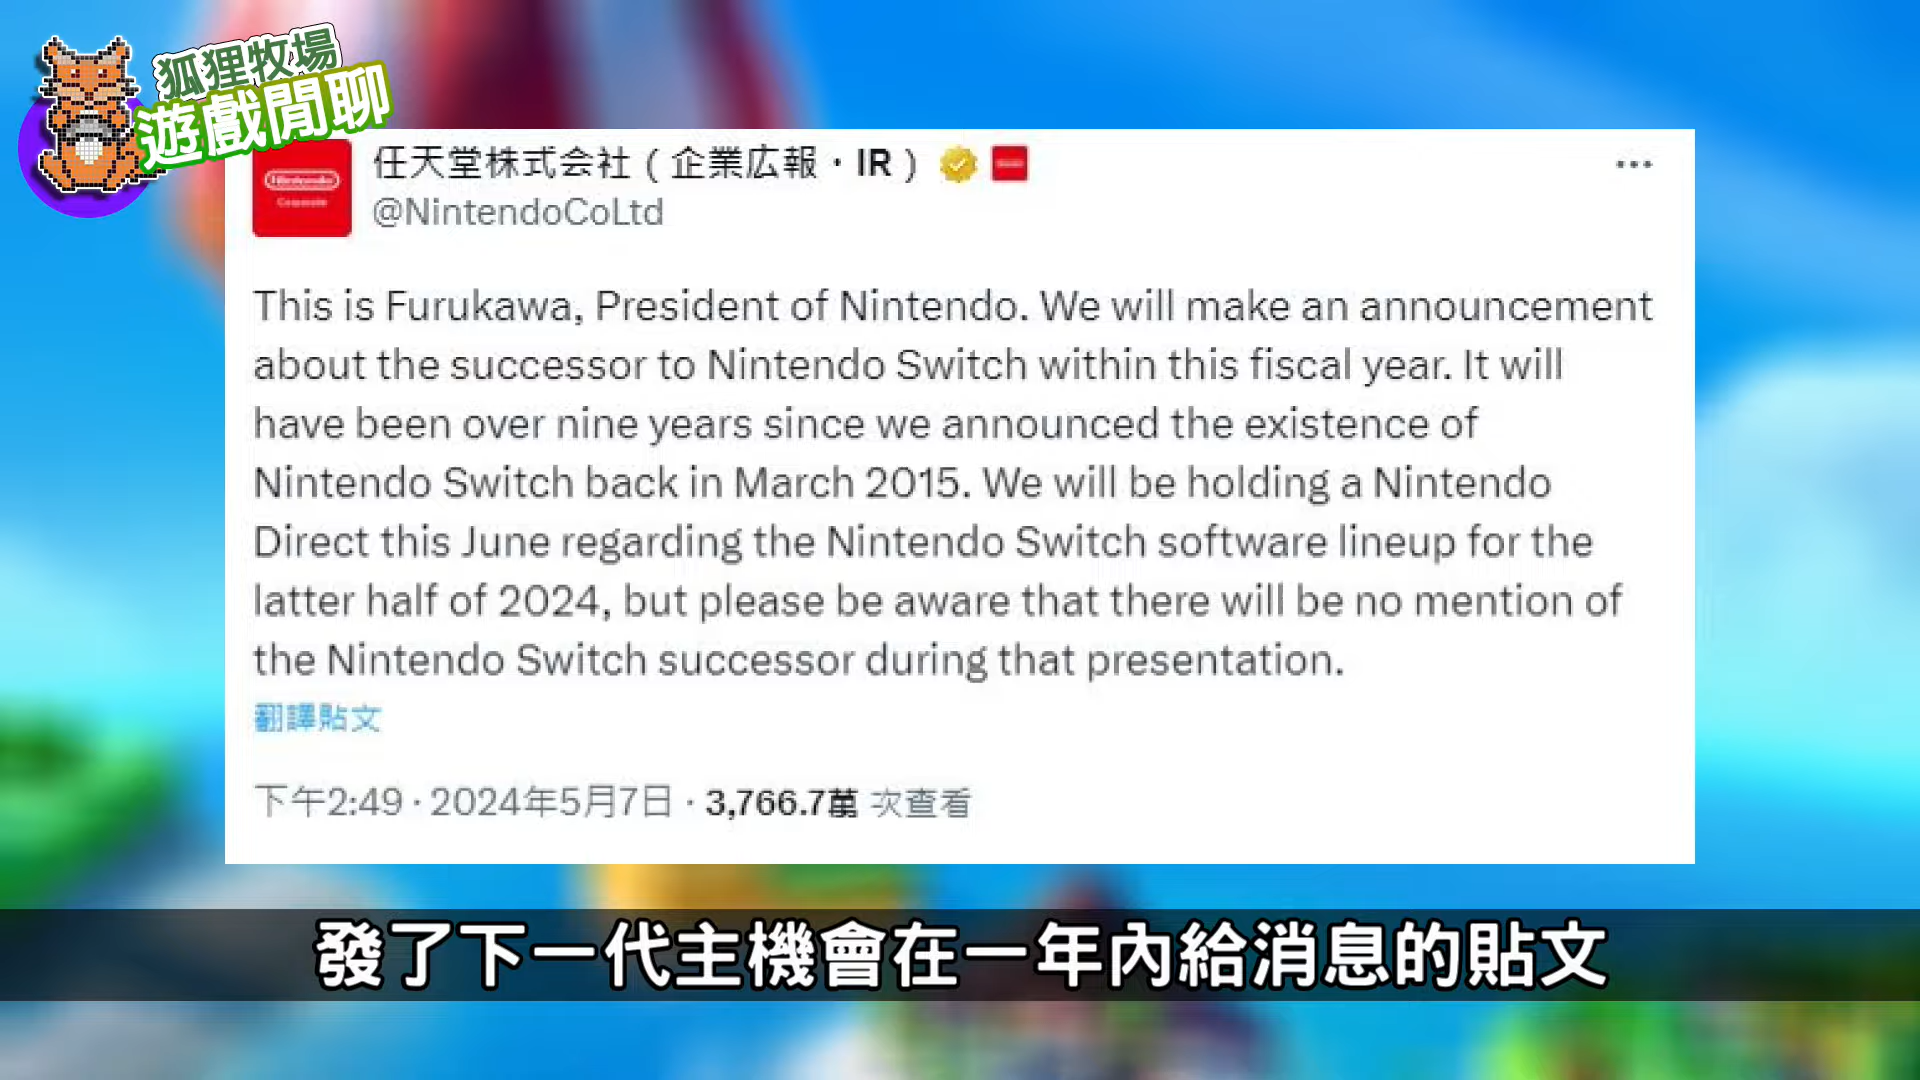 狐狸牧場
遊戲閒聊
Nintendo
Corporate
任天堂株式会社（企業広報・IR）
@NintendoCoLtd
This is Furukawa, President of Nintendo. We will make an announcement
about the successor to Nintendo Switch within this fiscal year. It will
have been over nine years since we announced the existence of
Nintendo Switch back in March 2015. We will be holding a Nintendo
Direct this June regarding the Nintendo Switch software lineup for the
latter half of 2024, but please be aware that there will be no mention of
the Nintendo Switch successor during that presentation.
翻譯貼文
下午2:49 · 2024年5月7日 · 3,766.7萬 次查看
發了下一代主機會在一年內給消息的貼文